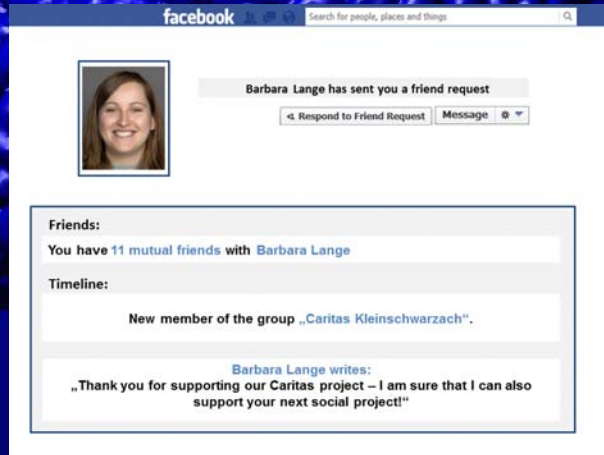 facebook
Search for people, places and things
Barbara Lange has sent you a friend request
Respond to Friend Request
Message
Friends:
You have 11 mutual friends with Barbara Lange
Timeline:
New member of the group „Caritas Kleinschwarzach“.
Barbara Lange writes:
„Thank you for supporting our Caritas project – I am sure that I can also
support your next social project!“